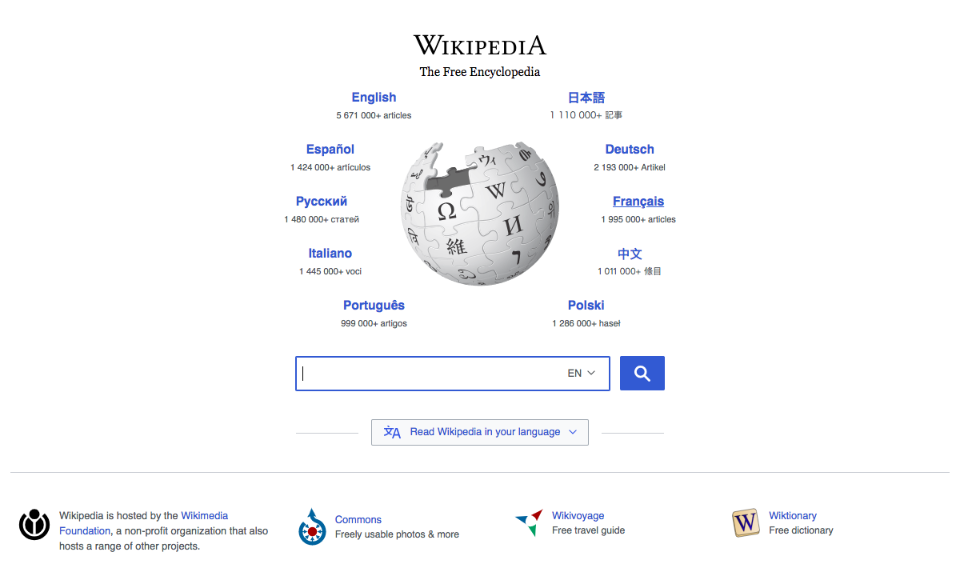 WIKIPEDIA
The Free Encyclopedia
English
5 671 000+ articles
日本語
1 110 000+ 記事
Español
1 424 000+ artículos
Deutsch
2 193 000+ Artikel
Русский
1 480 000+ статей
Français
1 995 000+ articles
Italiano
1 445 000+ voci
中文
1 011 000+ 條目
Português
999 000+ artigos
Polski
1 286 000+ haseł
Ω
W
И
維
ウィ
7
EN
Read Wikipedia in your language
Wikipedia is hosted by the Wikimedia
Foundation, a non-profit organization that also
hosts a range of other projects.
Commons
Freely usable photos & more
Wikivoyage
Free travel guide
W
Wiktionary
Free dictionary